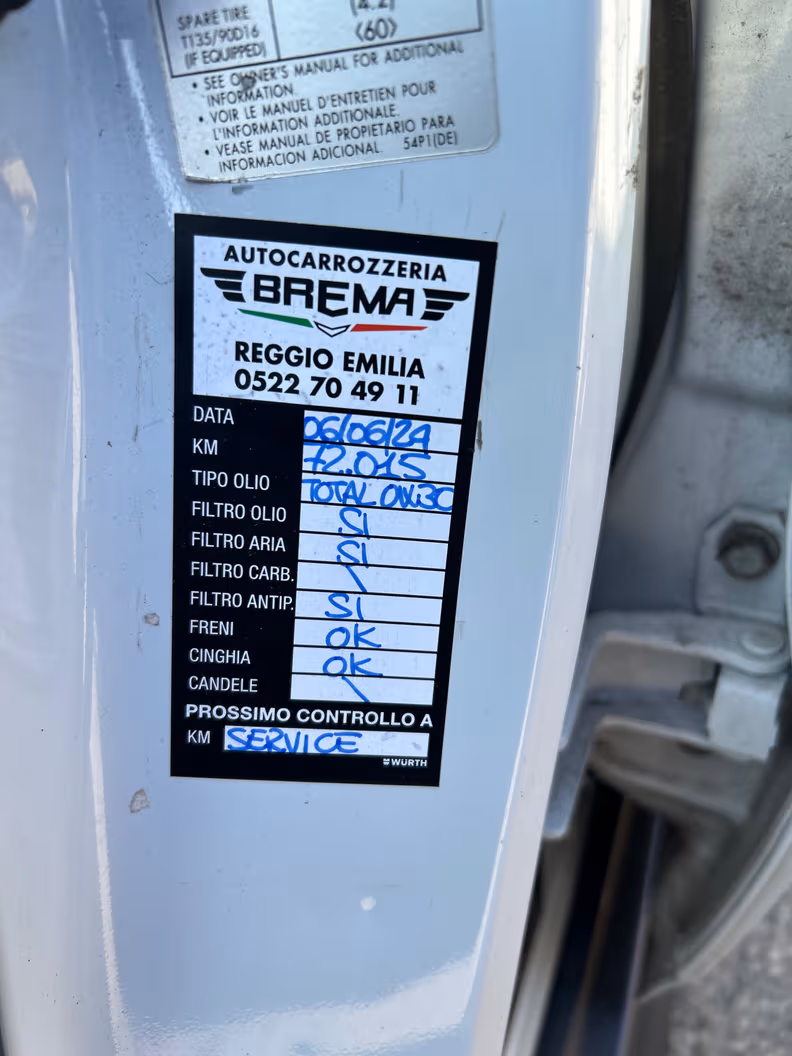 SPARE TIRE
T135/90D16
(IF EQUIPPED)
(4.2)
⟨60⟩
• SEE OWNER'S MANUAL FOR ADDITIONAL
INFORMATION.
• VOIR LE MANUEL D'ENTRETIEN POUR
L'INFORMATION ADDITIONALE.
• VEASE MANUAL DE PROPIETARIO PARA
INFORMACION ADICIONAL. 54P1(DE)
AUTOCARROZZERIA
BREMA
REGGIO EMILIA
0522 70 49 11
DATA 06/06/24
KM 72.015
TIPO OLIO TOTAL 0W30
FILTRO OLIO SI
FILTRO ARIA SI
FILTRO CARB. \
FILTRO ANTIP. SI
FRENI OK
CINGHIA OK
CANDELE \
PROSSIMO CONTROLLO A
KM SERVICE
WÜRTH